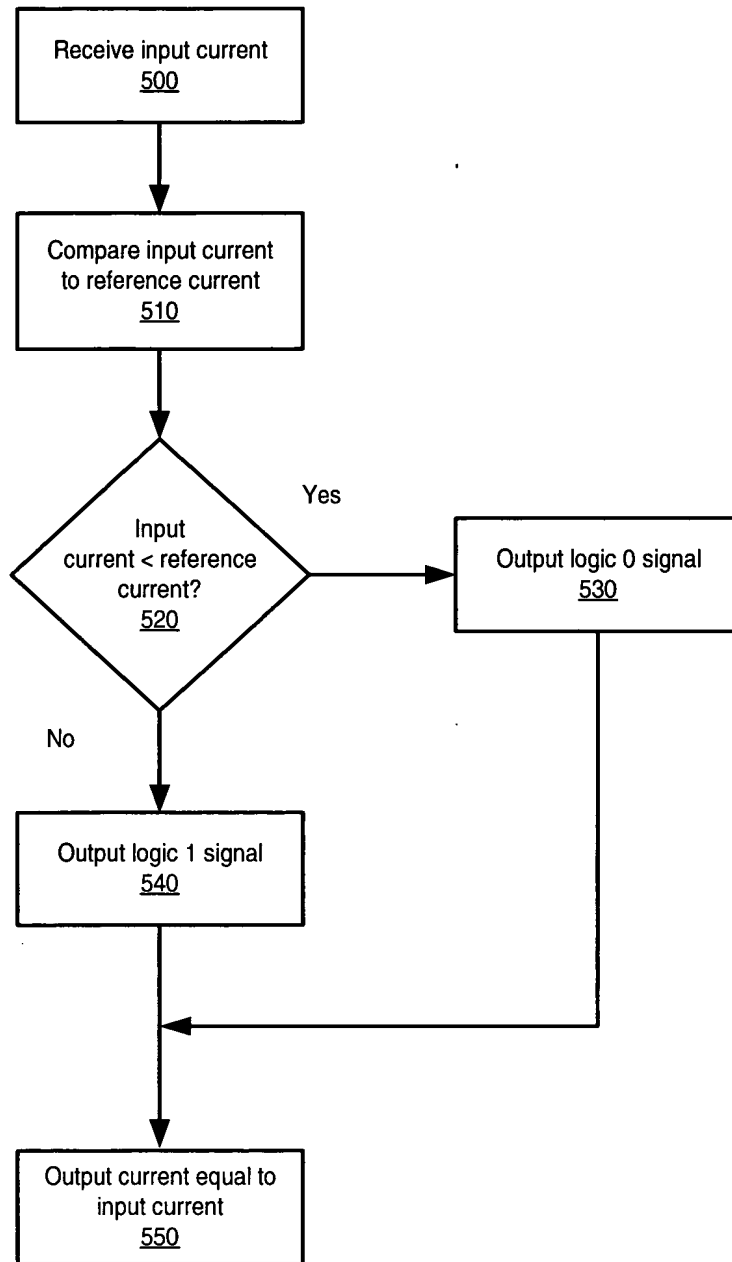 Receive input current
500
Compare input current
to reference current
510
Input
current < reference
current?
520
Yes
Output logic 0 signal
530
No
Output logic 1 signal
540
Output current equal to
input current
550